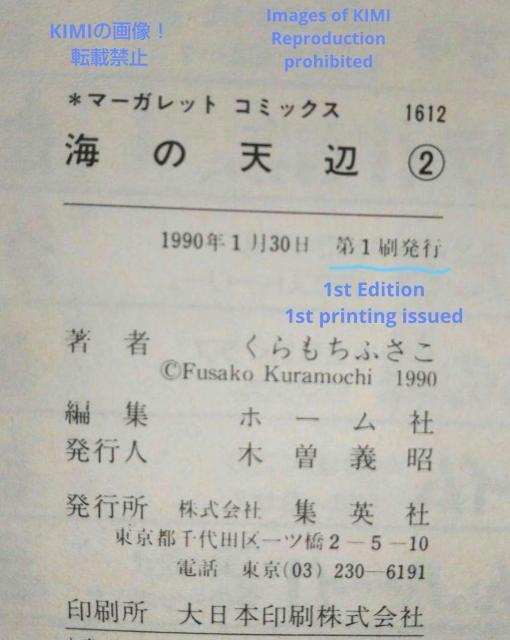 KIMIの画像！
転載禁止
Images of KIMI
Reproduction
prohibited
*マーガレット コミックス 1612
海の天辺 ②
1990年1月30日 第1刷発行
1st Edition
1st printing issued
著者 くらもちふさこ
©Fusako Kuramochi 1990
編集 ホーム社
発行人 木曽義昭
発行所 株式会社 集英社
東京都千代田区一ツ橋2－5－10
電話 東京(03) 230―6191
印刷所 大日本印刷株式会社